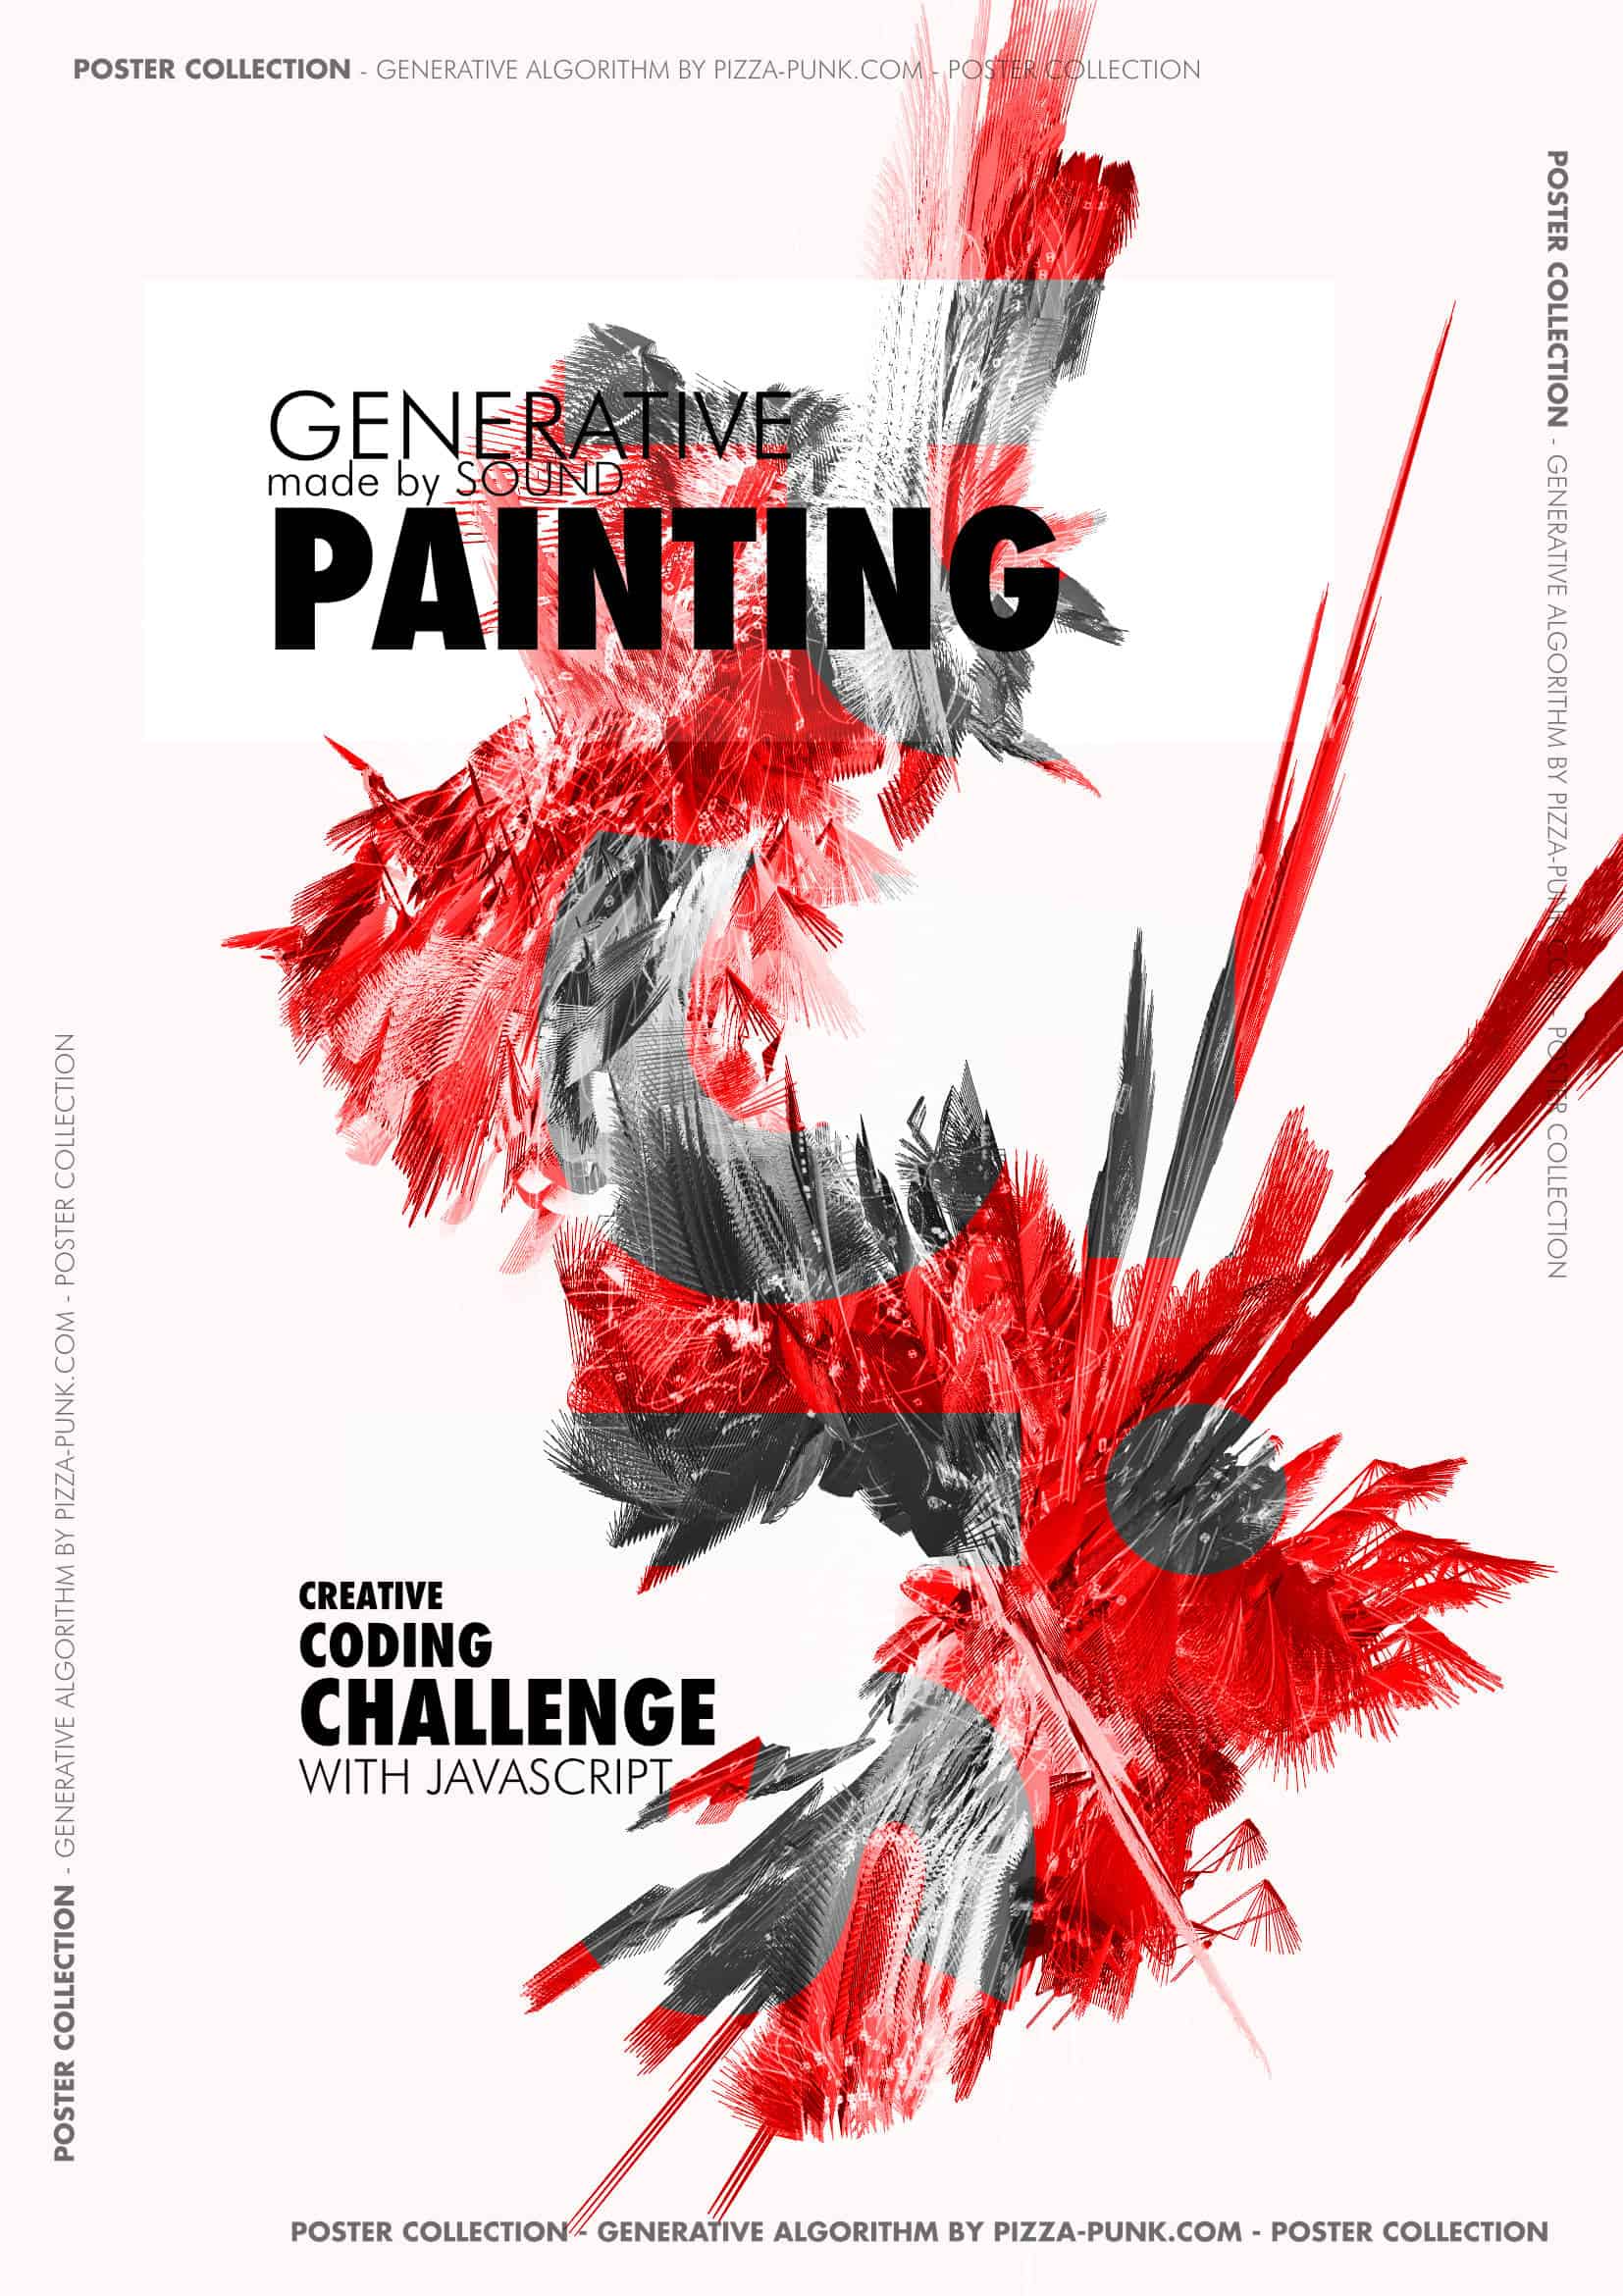 POSTER COLLECTION - GENERATIVE ALGORITHM BY PIZZA-PUNK.COM - POSTER COLLECTION
GENERATIVE
made by SOUND
PAINTING
POSTER COLLECTION - GENERATIVE ALGORITHM BY PIZZA-PUNK.COM - POSTER COLLECTION
POSTER COLLECTION - GENERATIVE ALGORITHM BY PIZZA-PUNK.COM - POSTER COLLECTION
CREATIVE
CODING
CHALLENGE
WITH JAVASCRIPT
POSTER COLLECTION - GENERATIVE ALGORITHM BY PIZZA-PUNK.COM - POSTER COLLECTION